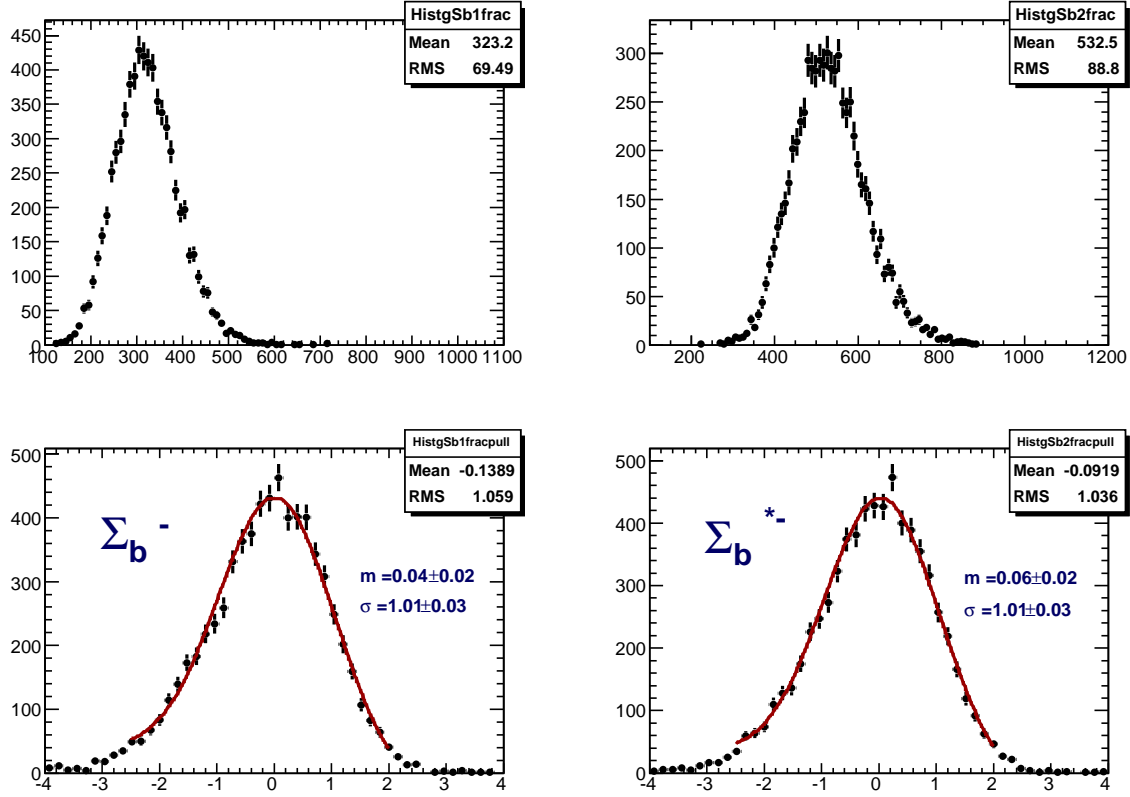 HistgSb1frac
Mean 323.2
RMS 69.49
450
400
350
300
250
200
150
100
50
0
100 200 300 400 500 600 700 800 900 1000 1100
HistgSb2frac
Mean 532.5
RMS 88.8
300
250
200
150
100
50
0
200 400 600 800 1000 1200
HistgSb1fracpull
Mean -0.1389
RMS 1.059
500
400
300
200
100
0
Σb-
m =0.04±0.02
σ =1.01±0.03
-4 -3 -2 -1 0 1 2 3 4
HistgSb2fracpull
Mean -0.0919
RMS 1.036
500
400
300
200
100
0
Σb*-
m =0.06±0.02
σ =1.01±0.03
-4 -3 -2 -1 0 1 2 3 4